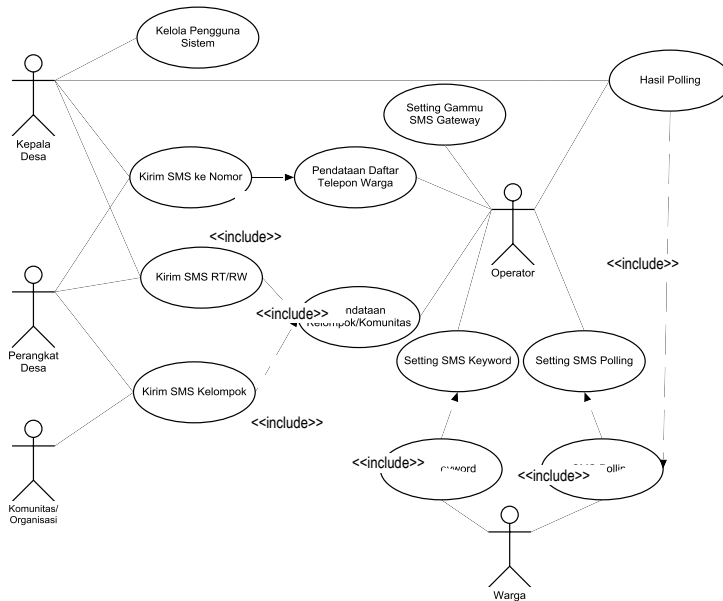 Kelola Pengguna
Sistem
Hasil Polling
Setting Gammu
SMS Gateway
Kepala
Desa
Kirim SMS ke Nomor
Pendataan Daftar
Telepon Warga
<<include>>
Operator
<<include>>
Kirim SMS RT/RW
<<include>>
Kelompok/Komunitas
Perangkat
Desa
Setting SMS Keyword
Setting SMS Polling
Kirim SMS Kelompok
<<include>>
<<include>>
<<include>>
Komunitas/
Organisasi
Warga